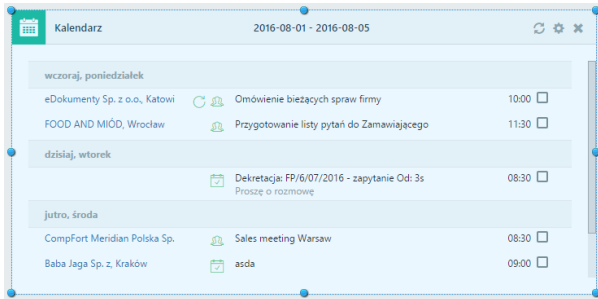 Kalendarz 2016-08-01 - 2016-08-05
wczoraj, poniedziałek
eDokumenty Sp. z o.o., Katowi Omówienie bieżących spraw firmy 10:00
FOOD AND MIÓD, Wrocław Przygotowanie listy pytań do Zamawiającego 11:30
dzisiaj, wtorek
Dekretacja: FP/6/07/2016 - zapytanie Od: 3s 08:30
Proszę o rozmowę
jutro, środa
CompFort Meridian Polska Sp. Sales meeting Warsaw 08:30
Baba Jaga Sp. z, Kraków asda 09:00